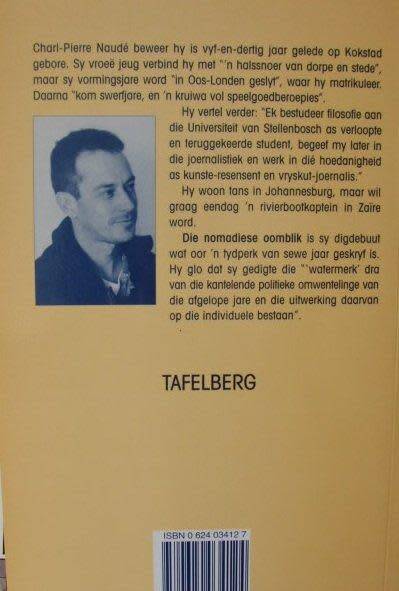 Charl-Pierre Naudé beweer hy is vyf-en-dertig jaar gelede op Kokstad
gebore. Sy vroeë jeug verbind hy met "'n halssnoer van dorpe en stede",
maar sy vormingsjare word "in Oos-Londen geslyt", waar hy matrikuleer.
Daarna "kom swerfjare, en 'n kruiwa vol speelgoedberoepies".
Hy vertel verder: "Ek bestudeer filosofie aan
die Universiteit van Stellenbosch as verloopte
en teruggekeerde student, begeef my later in
die joernalistiek en werk in dié hoedanigheid
as kunste-resensent en vryskut-joernalis."
Hy woon tans in Johannesburg, maar wil
graag eendag 'n rivierbootkaptein in Zaïre
word.
Die nomadiese oomblik is sy digdebuut
wat oor 'n tydperk van sewe jaar geskryf is.
Hy glo dat sy gedigte die "'watermerk' dra
van die kantelende politieke omwentelinge van
die afgelope jare en die uitwerking daarvan
op die individuele bestaan".
TAFELBERG
ISBN 0 624 03412 7